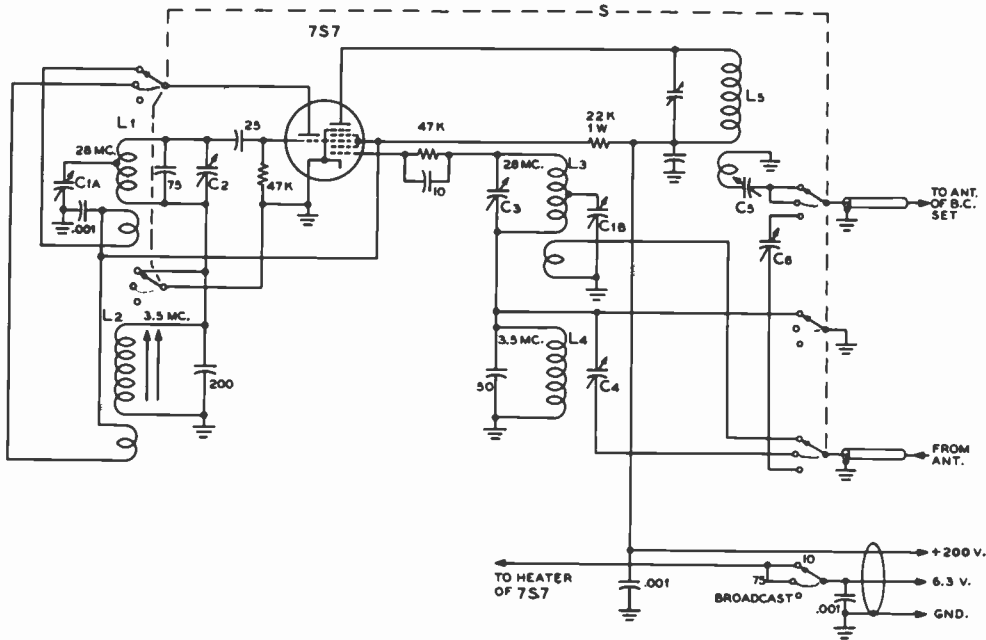 S
7S7
L1
28 MC.
C1A
.001
75
C2
25
47K
47K
10
22K
1W
L5
C3
28 MC.
L3
C1B
C5
C6
TO ANT.
OF B.C.
SET
L2
3.5 MC.
200
3.5 MC.
L4
50
C4
FROM
ANT.
TO HEATER
OF 7S7
.001
10
75
BROADCAST
.001
+200 V.
6.3 V.
GND.